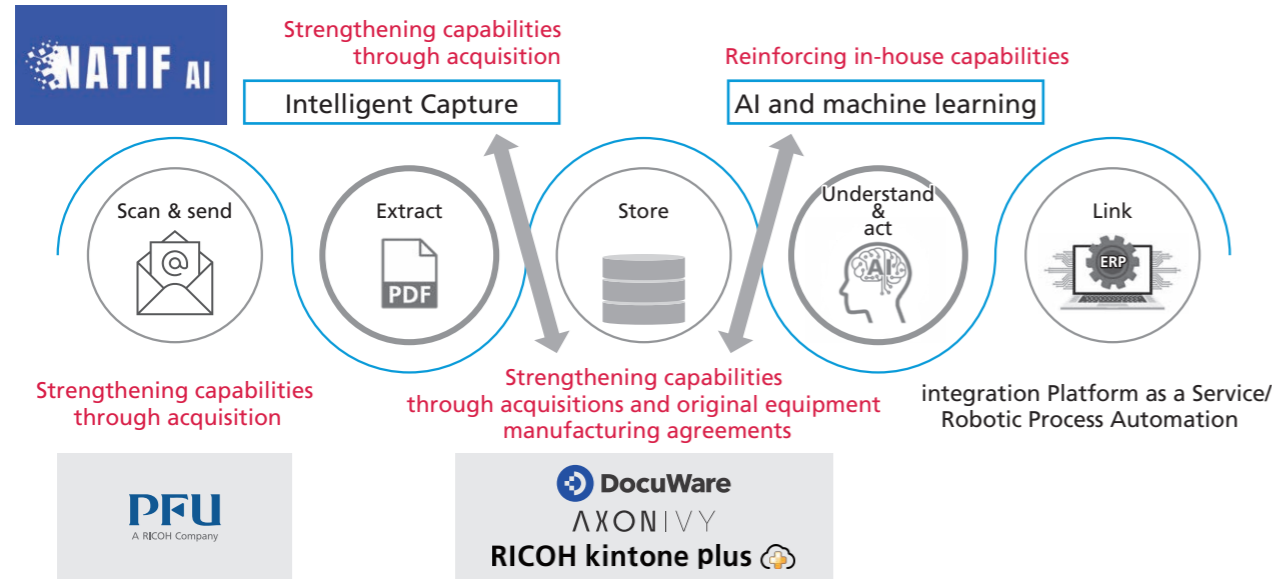 NATIF AI
Strengthening capabilities
through acquisition
Intelligent Capture
Reinforcing in-house capabilities
AI and machine learning
Scan & send
@
Extract
PDF
Store
Understand
&
act
AI
Link
ERP
Strengthening capabilities
through acquisition
Strengthening capabilities
through acquisitions and original equipment
manufacturing agreements
integration Platform as a Service/
Robotic Process Automation
PFU
A RICOH Company
DocuWare
AXONIVY
RICOH kintone plus